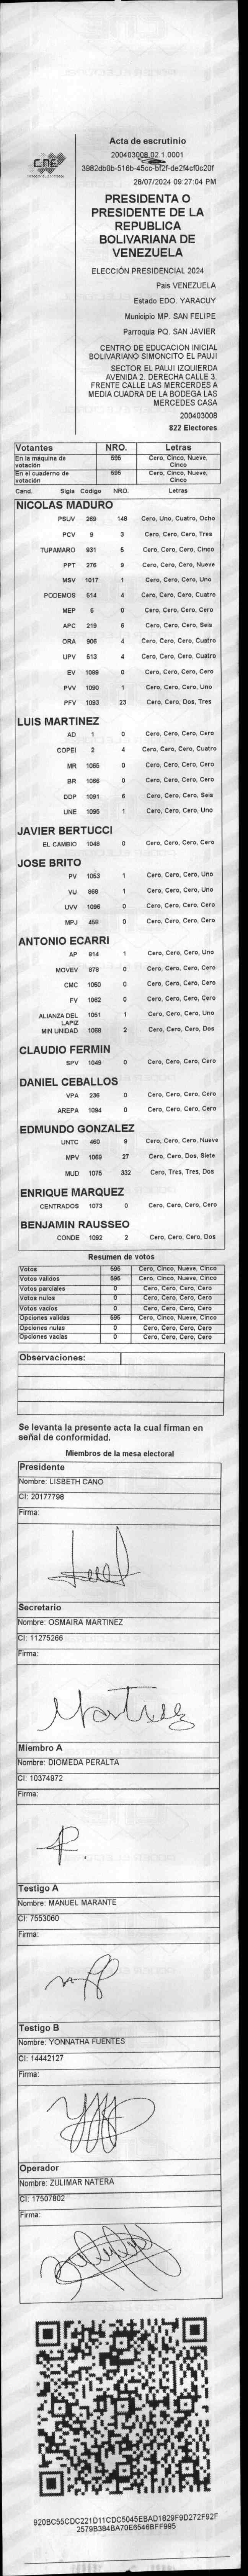 CNE
Acta de escrutinio
200403008.02.1.0001
3982db0b-516b-45cc-bf2f-de2f4cf0c20f
28/07/2024 09:27:04 PM
PRESIDENTA O
PRESIDENTE DE LA
REPUBLICA
BOLIVARIANA DE
VENEZUELA
ELECCIÓN PRESIDENCIAL 2024
Pais VENEZUELA
Estado EDO. YARACUY
Municipio MP. SAN FELIPE
Parroquia PQ. SAN JAVIER
CENTRO DE EDUCACION INICIAL
BOLIVARIANO SIMONCITO EL PAUJI
SECTOR EL PAUJI IZQUIERDA
AVENIDA 2. DERECHA CALLE 3.
FRENTE CALLE LAS MERCERDES A
MEDIA CUADRA DE LA BODEGA LAS
MERCEDES CASA
200403008
822 Electores
Votantes NRO. Letras
En la máquina de votación 595 Cero, Cinco, Nueve, Cinco
En el cuaderno de votación 595 Cero, Cinco, Nueve, Cinco
Cand. Sigla Código NRO. Letras
NICOLAS MADURO
PSUV 269 148 Cero, Uno, Cuatro, Ocho
PCV 9 3 Cero, Cero, Cero, Tres
TUPAMARO 931 5 Cero, Cero, Cero, Cinco
PPT 276 9 Cero, Cero, Cero, Nueve
MSV 1017 1 Cero, Cero, Cero, Uno
PODEMOS 514 4 Cero, Cero, Cero, Cuatro
MEP 6 0 Cero, Cero, Cero, Cero
APC 219 6 Cero, Cero, Cero, Seis
ORA 906 4 Cero, Cero, Cero, Cuatro
UPV 513 4 Cero, Cero, Cero, Cuatro
EV 1089 0 Cero, Cero, Cero, Cero
PVV 1090 1 Cero, Cero, Cero, Uno
PFV 1093 23 Cero, Cero, Dos, Tres
LUIS MARTINEZ
AD 1 0 Cero, Cero, Cero, Cero
COPEI 2 4 Cero, Cero, Cero, Cuatro
MR 1065 0 Cero, Cero, Cero, Cero
BR 1066 0 Cero, Cero, Cero, Cero
DDP 1091 6 Cero, Cero, Cero, Seis
UNE 1095 1 Cero, Cero, Cero, Uno
JAVIER BERTUCCI
EL CAMBIO 1048 0 Cero, Cero, Cero, Cero
JOSE BRITO
PV 1053 1 Cero, Cero, Cero, Uno
VU 968 1 Cero, Cero, Cero, Uno
UVV 1096 0 Cero, Cero, Cero, Cero
MPJ 458 0 Cero, Cero, Cero, Cero
ANTONIO ECARRI
AP 914 1 Cero, Cero, Cero, Uno
MOVEV 878 0 Cero, Cero, Cero, Cero
CMC 1050 0 Cero, Cero, Cero, Cero
FV 1062 0 Cero, Cero, Cero, Cero
ALIANZA DEL LAPIZ 1051 1 Cero, Cero, Cero, Uno
MIN UNIDAD 1068 2 Cero, Cero, Cero, Dos
CLAUDIO FERMIN
SPV 1049 0 Cero, Cero, Cero, Cero
DANIEL CEBALLOS
VPA 236 0 Cero, Cero, Cero, Cero
AREPA 1094 0 Cero, Cero, Cero, Cero
EDMUNDO GONZALEZ
UNTC 460 9 Cero, Cero, Cero, Nueve
MPV 1069 27 Cero, Cero, Dos, Siete
MUD 1075 332 Cero, Tres, Tres, Dos
ENRIQUE MARQUEZ
CENTRADOS 1073 0 Cero, Cero, Cero, Cero
BENJAMIN RAUSSEO
CONDE 1092 2 Cero, Cero, Cero, Dos
Resumen de votos
Votos 595 Cero, Cinco, Nueve, Cinco
Votos validos 595 Cero, Cinco, Nueve, Cinco
Votos parciales 0 Cero, Cero, Cero, Cero
Votos nulos 0 Cero, Cero, Cero, Cero
Votos vacios 0 Cero, Cero, Cero, Cero
Opciones validas 595 Cero, Cinco, Nueve, Cinco
Opciones nulas 0 Cero, Cero, Cero, Cero
Opciones vacias 0 Cero, Cero, Cero, Cero
Observaciones:
Se levanta la presente acta la cual firman en
señal de conformidad.
Miembros de la mesa electoral
Presidente
Nombre: LISBETH CANO
CI: 20177798
Firma:
Secretario
Nombre: OSMAIRA MARTINEZ
CI: 11275266
Firma:
Martinez
Miembro A
Nombre: DIOMEDA PERALTA
CI: 10374972
Firma:
Testigo A
Nombre: MANUEL MARANTE
CI: 7553060
Firma:
Testigo B
Nombre: YONNATHA FUENTES
CI: 14442127
Firma:
Operador
Nombre: ZULIMAR NATERA
CI: 17507802
Firma:
920BC55CDC221D11CDC5045EBAD1829F9D272F92F
2579B384BA70E6546BFF995